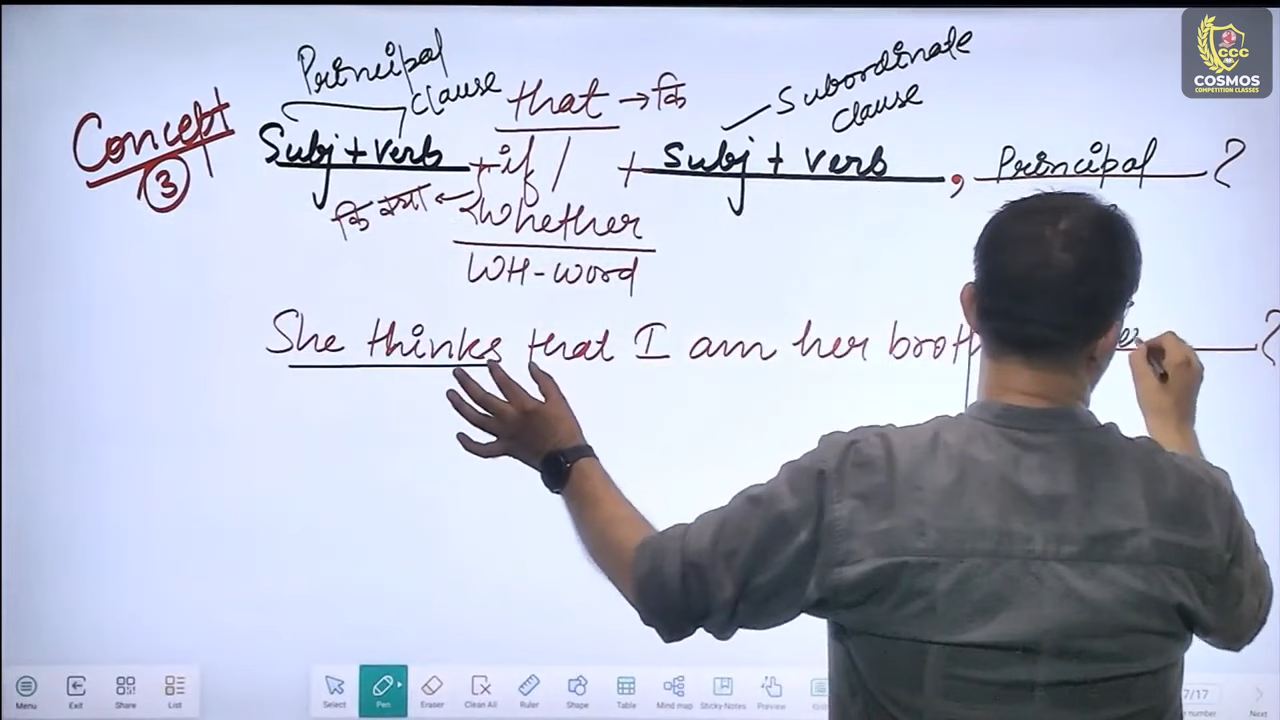 Principal
clause
that → कि
Subordinate
clause
Concept
3
Subj + verb + if / + Subj + verb , Principal ?
कि क्या ← Whether
WH-word
She thinks that I am her broth ?
CCC
COSMOS
COMPETITION CLASSES
Menu Exit Share List Select Pen Eraser Clean All Ruler Shape Table Mind map Sticky-Notes Preview 7/17 Next